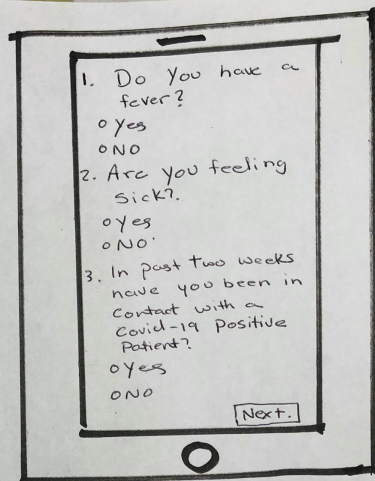 1. Do You have a
fever?
o Yes
o NO
2. Are you feeling
sick?.
o Yes
o NO.
3. In past two weeks
have you been in
contact with a
Covid-19 Positive
Patient?
o Yes
o NO
Next.